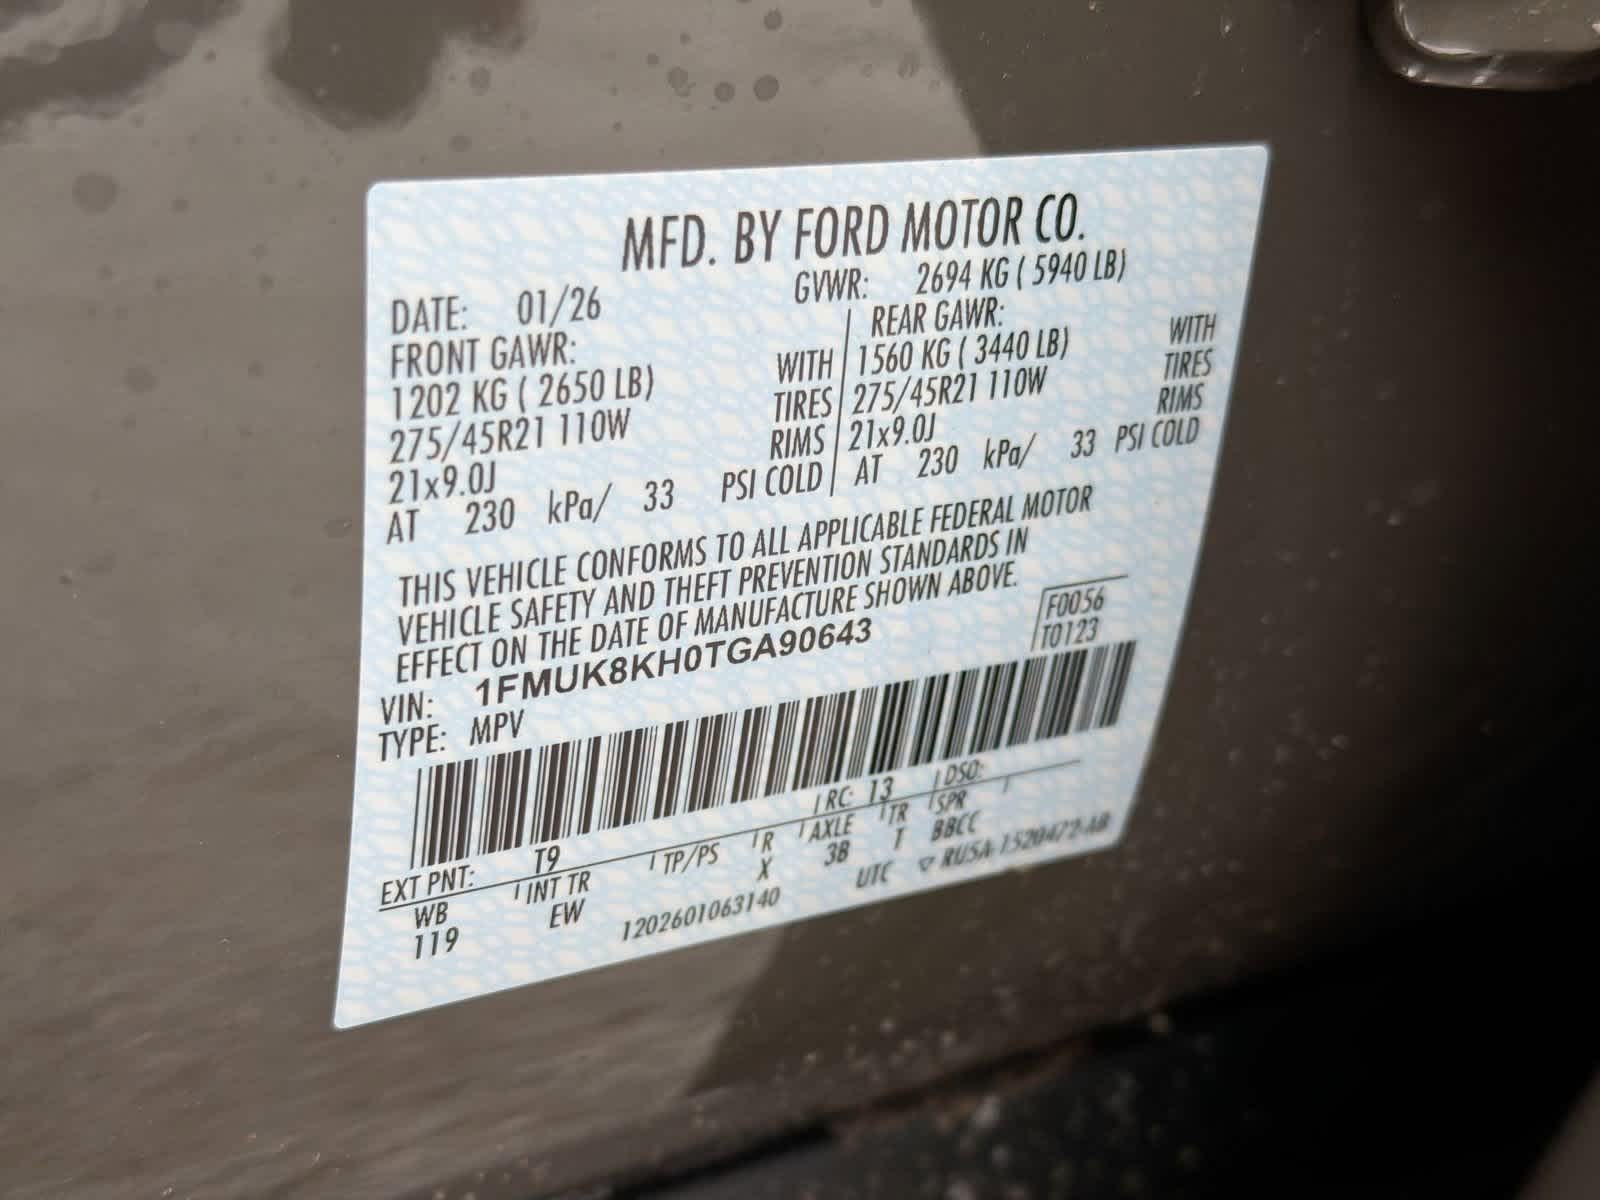 MFD. BY FORD MOTOR CO.
DATE: 01/26 GVWR: 2694 KG ( 5940 LB)
FRONT GAWR: REAR GAWR:
1202 KG ( 2650 LB) WITH 1560 KG ( 3440 LB) WITH
275/45R21 110W TIRES 275/45R21 110W TIRES
21x9.0J RIMS 21x9.0J RIMS
AT 230 kPa/ 33 PSI COLD AT 230 kPa/ 33 PSI COLD
THIS VEHICLE CONFORMS TO ALL APPLICABLE FEDERAL MOTOR
VEHICLE SAFETY AND THEFT PREVENTION STANDARDS IN
EFFECT ON THE DATE OF MANUFACTURE SHOWN ABOVE.
VIN: 1FMUK8KH0TGA90643 F0056
TYPE: MPV T0123
EXT PNT: T9 RC: 13 DSO:
WB INT TR TP/PS R AXLE TR SPR
119 EW X 3B T BBCC
1202601063140 UTC ▽ RUSA-1520472-AB